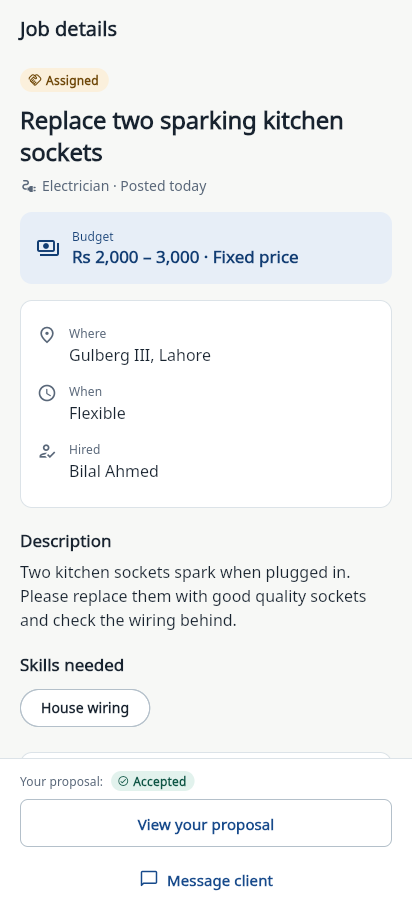 Job details
Assigned
Replace two sparking kitchen
sockets
Electrician · Posted today
Budget
Rs 2,000 – 3,000 · Fixed price
Where
Gulberg III, Lahore
When
Flexible
Hired
Bilal Ahmed
Description
Two kitchen sockets spark when plugged in.
Please replace them with good quality sockets
and check the wiring behind.
Skills needed
House wiring
Your proposal: Accepted
View your proposal
Message client